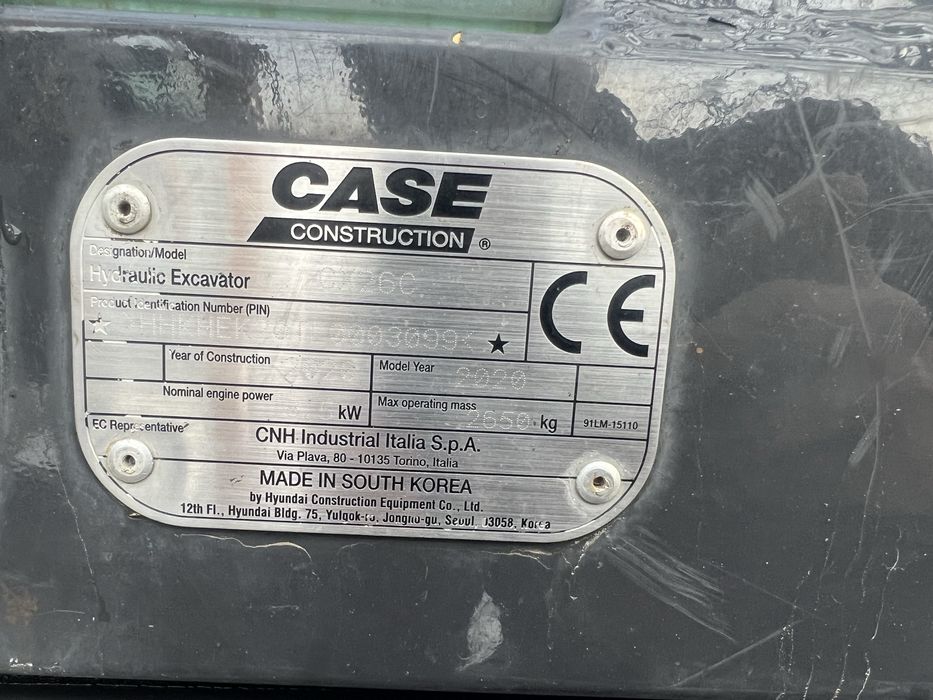 CASE
CONSTRUCTION ®
Designation/Model
Hydraulic Excavator CX26C
Product Identification Number (PIN)
Year of Construction
Model Year 2020
Nominal engine power kW
Max operating mass 2650 kg
91LM-15110
EC Representative
CNH Industrial Italia S.p.A.
Via Plava, 80 - 10135 Torino, Italia
MADE IN SOUTH KOREA
by Hyundai Construction Equipment Co., Ltd.
12th Fl., Hyundai Bldg. 75, Yulgok-ro, Jongno-gu, Seoul 03058, Korea
CE